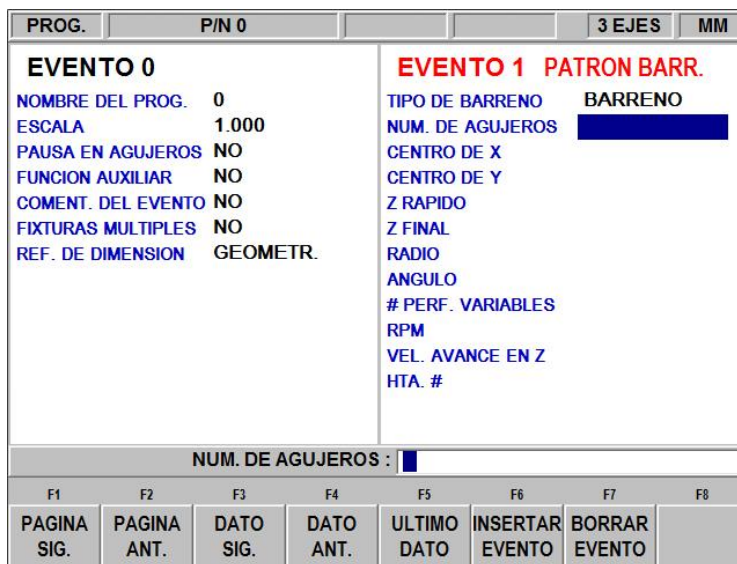 PROG. P/N 0 3 EJES MM
EVENTO 0
NOMBRE DEL PROG. 0
ESCALA 1.000
PAUSA EN AGUJEROS NO
FUNCION AUXILIAR NO
COMENT. DEL EVENTO NO
FIXTURAS MULTIPLES NO
REF. DE DIMENSION GEOMETR.
EVENTO 1 PATRON BARR.
TIPO DE BARRENO BARRENO
NUM. DE AGUJEROS
CENTRO DE X
CENTRO DE Y
Z RAPIDO
Z FINAL
RADIO
ANGULO
# PERF. VARIABLES
RPM
VEL. AVANCE EN Z
HTA. #
NUM. DE AGUJEROS :
F1 F2 F3 F4 F5 F6 F7 F8
PAGINA PAGINA DATO DATO ULTIMO INSERTAR BORRAR
SIG. ANT. SIG. ANT. DATO EVENTO EVENTO